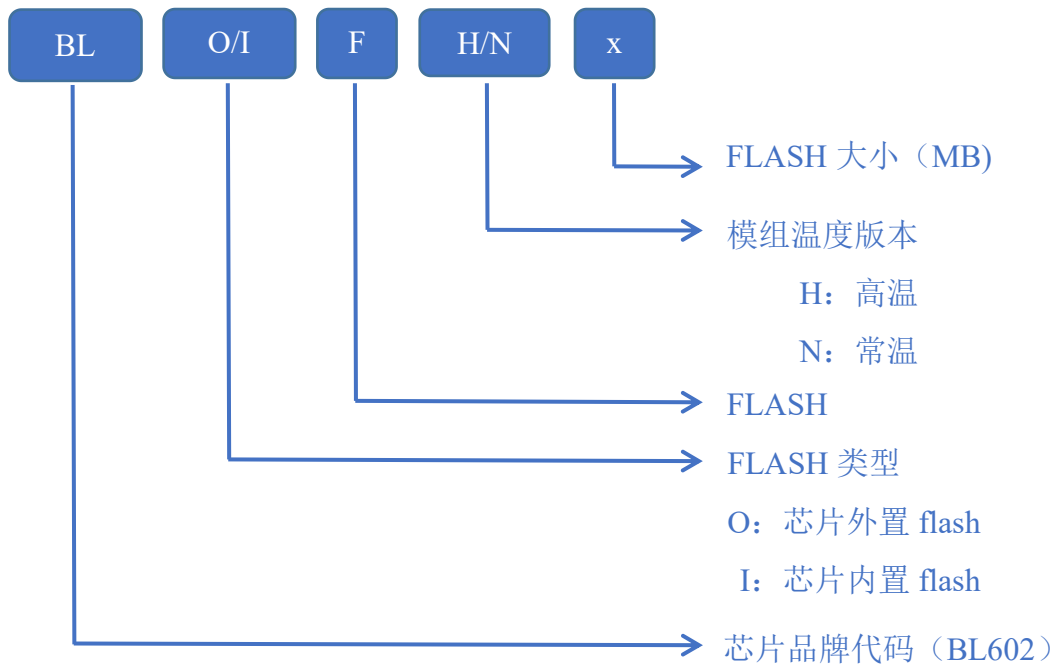 BL O/I F H/N x
FLASH 大小（MB)
模组温度版本
H：高温
N：常温
FLASH
FLASH 类型
O：芯片外置 flash
I：芯片内置 flash
芯片品牌代码（BL602）